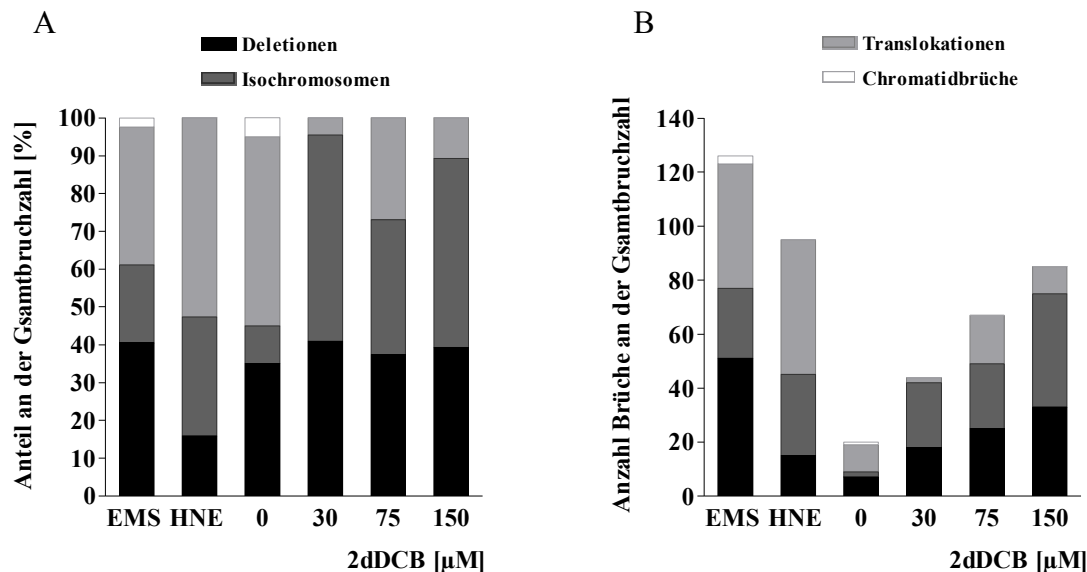 A
Deletionen
Isochromosomen
Anteil an der Gsamtbruchzahl [%]
100
90
80
70
60
50
40
30
20
10
0
EMS HNE 0 30 75 150
2dDCB [µM]
B
Translokationen
Chromatidbrüche
Anzahl Brüche an der Gsamtbruchzahl
140
120
100
80
60
40
20
0
EMS HNE 0 30 75 150
2dDCB [µM]